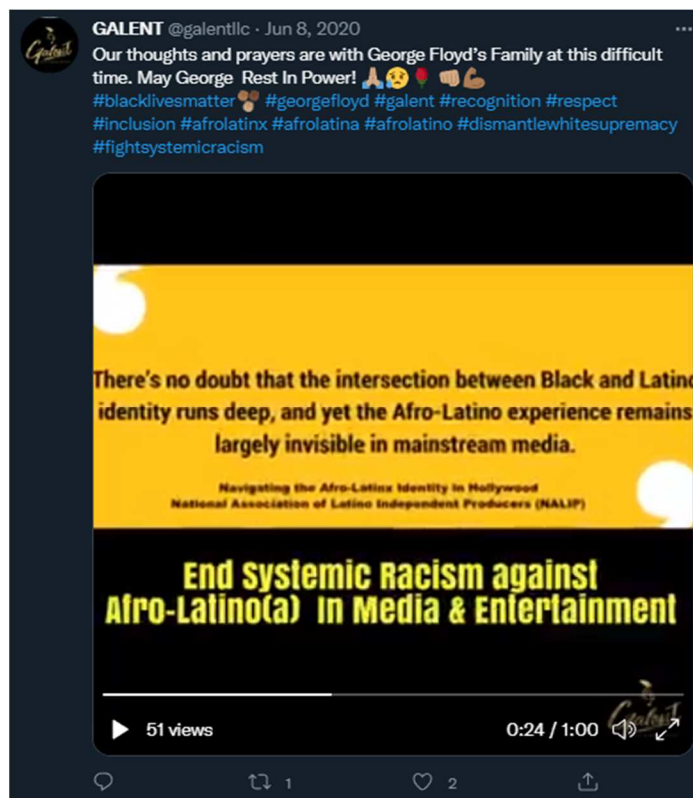 GALENT @galentllc · Jun 8, 2020
Our thoughts and prayers are with George Floyd's Family at this difficult
time. May George Rest In Power! 🙏🏽😥🌹 👊🏽💪🏾
#blacklivesmatter #georgefloyd #galent #recognition #respect
#inclusion #afrolatinx #afrolatina #afrolatino #dismantlewhitesupremacy
#fightsystemicracism
There's no doubt that the intersection between Black and Latino
identity runs deep, and yet the Afro-Latino experience remains
largely invisible in mainstream media.
Navigating the Afro-Latinx Identity in Hollywood
National Association of Latino Independent Producers (NALIP)
End Systemic Racism against
Afro-Latino(a) In Media & Entertainment
Galent
51 views
0:24 / 1:00
1
2